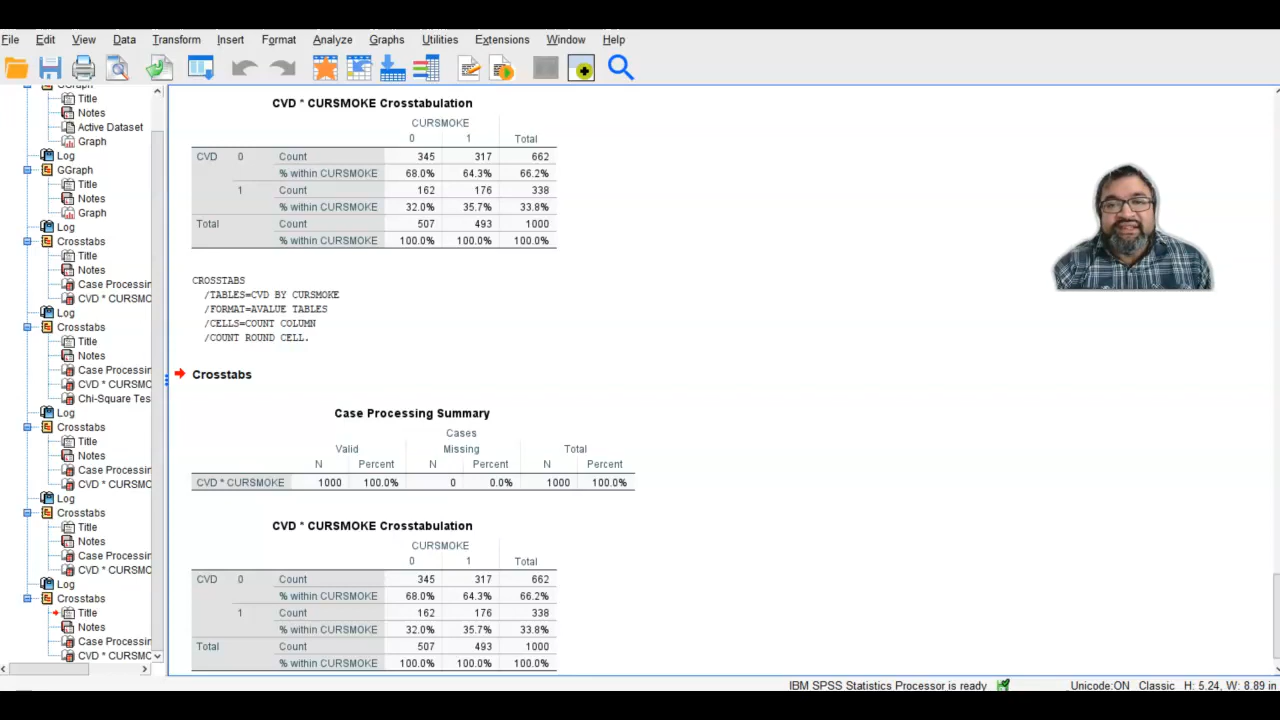 File Edit View Data Transform Insert Format Analyze Graphs Utilities Extensions Window Help
GGraph
Title
Notes
Active Dataset
Graph
Log
GGraph
Title
Notes
Graph
Log
Crosstabs
Title
Notes
Case Processin
CVD * CURSMO
Log
Crosstabs
Title
Notes
Case Processin
CVD * CURSMO
Chi-Square Tes
Log
Crosstabs
Title
Notes
Case Processin
CVD * CURSMO
Log
Crosstabs
Title
Notes
Case Processin
CVD * CURSMO
Log
Crosstabs
Title
Notes
Case Processin
CVD * CURSMO
CVD * CURSMOKE Crosstabulation
CURSMOKE
0 1 Total
CVD 0 Count 345 317 662
% within CURSMOKE 68.0% 64.3% 66.2%
1 Count 162 176 338
% within CURSMOKE 32.0% 35.7% 33.8%
Total Count 507 493 1000
% within CURSMOKE 100.0% 100.0% 100.0%
CROSSTABS
/TABLES=CVD BY CURSMOKE
/FORMAT=AVALUE TABLES
/CELLS=COUNT COLUMN
/COUNT ROUND CELL.
Crosstabs
Case Processing Summary
Cases
Valid Missing Total
N Percent N Percent N Percent
CVD * CURSMOKE 1000 100.0% 0 0.0% 1000 100.0%
CVD * CURSMOKE Crosstabulation
CURSMOKE
0 1 Total
CVD 0 Count 345 317 662
% within CURSMOKE 68.0% 64.3% 66.2%
1 Count 162 176 338
% within CURSMOKE 32.0% 35.7% 33.8%
Total Count 507 493 1000
% within CURSMOKE 100.0% 100.0% 100.0%
IBM SPSS Statistics Processor is ready Unicode:ON Classic H: 5.24, W: 8.89 in